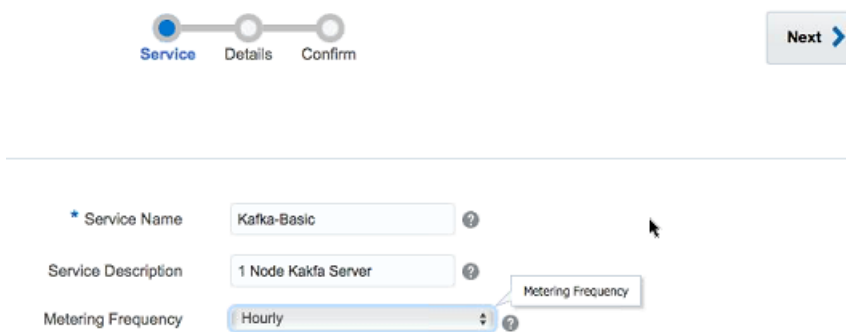 Service Details Confirm
Next
* Service Name Kafka-Basic ?
Service Description 1 Node Kakfa Server ?
Metering Frequency
Metering Frequency Hourly ?